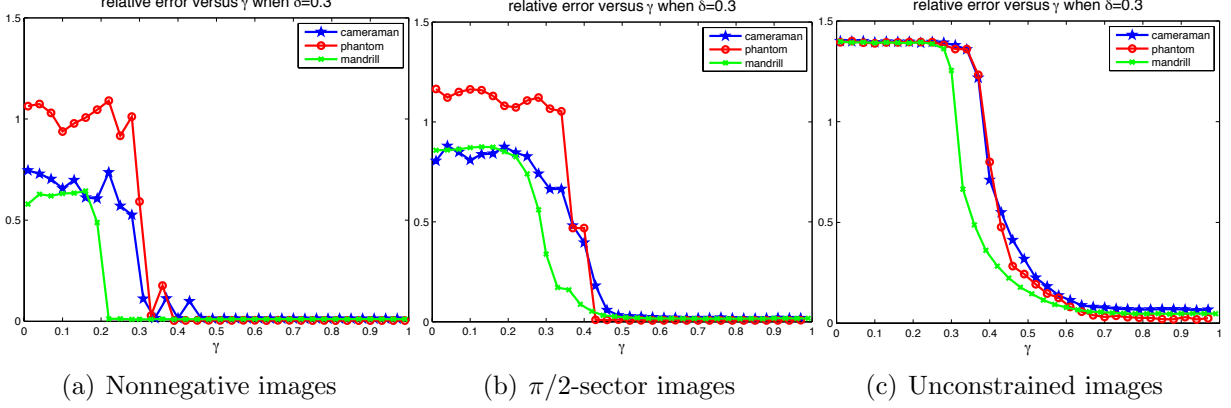 relative error versus γ when δ=0.3
1.5
1
0.5
0
0 0.1 0.2 0.3 0.4 0.5 0.6 0.7 0.8 0.9 1
γ
cameraman
phantom
mandrill
(a) Nonnegative images
relative error versus γ when δ=0.3
1.5
1
0.5
0
0 0.1 0.2 0.3 0.4 0.5 0.6 0.7 0.8 0.9 1
γ
cameraman
phantom
mandrill
(b) π/2-sector images
relative error versus γ when δ=0.3
1.5
1
0.5
0
0 0.1 0.2 0.3 0.4 0.5 0.6 0.7 0.8 0.9 1
γ
cameraman
phantom
mandrill
(c) Unconstrained images